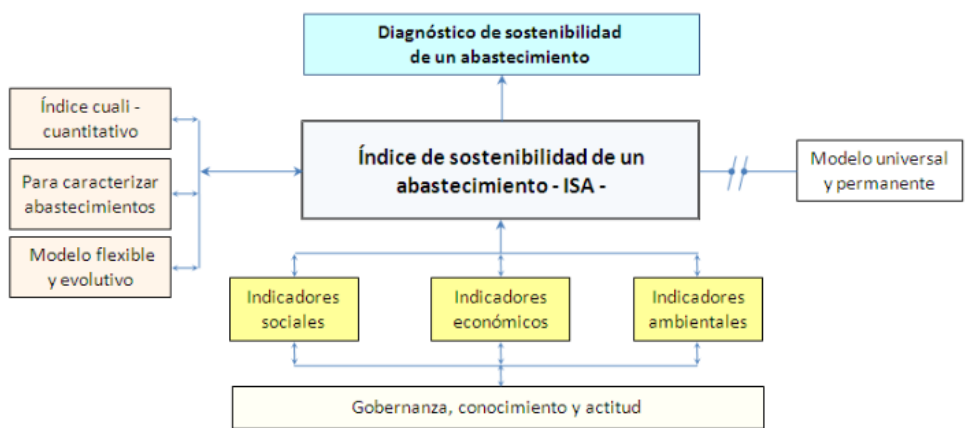 Diagnóstico de sostenibilidad
de un abastecimiento
Índice cuali -
cuantitativo
Para caracterizar
abastecimientos
Modelo flexible
y evolutivo
Índice de sostenibilidad de un
abastecimiento - ISA -
Modelo universal
y permanente
Indicadores
sociales
Indicadores
económicos
Indicadores
ambientales
Gobernanza, conocimiento y actitud